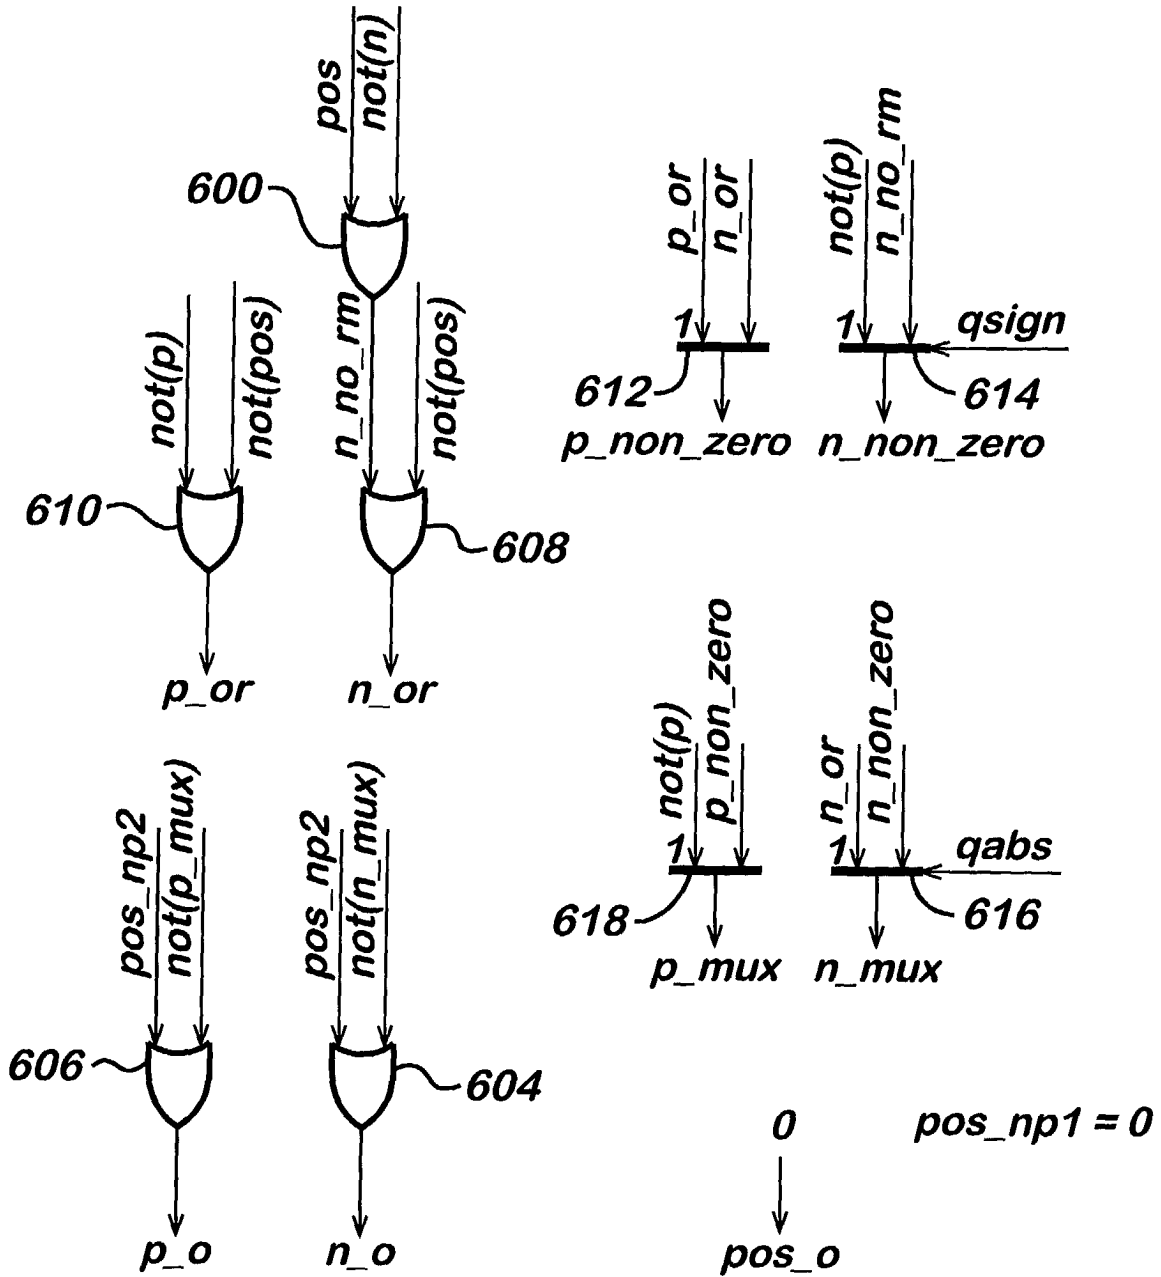 pos
not(n)
600
not(p)
not(pos)
n_no_rm
not(pos)
610
608
p_or
n_or
p_or
n_or
not(p)
n_no_rm
1
1
qsign
612
614
p_non_zero
n_non_zero
not(p)
p_non_zero
n_or
n_non_zero
1
1
qabs
618
616
p_mux
n_mux
pos_np2
not(p_mux)
pos_np2
not(n_mux)
606
604
p_o
n_o
0
pos_np1 = 0
pos_o